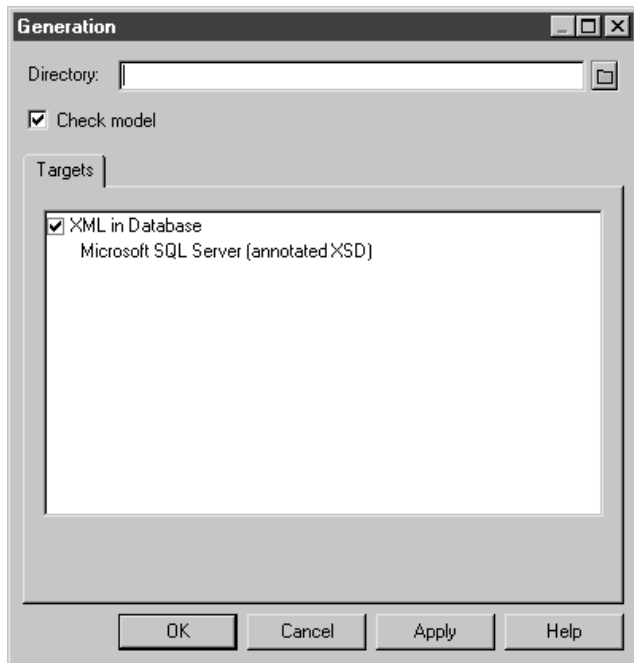 Generation
Directory:
Check model
Targets
XML in Database
Microsoft SQL Server (annotated XSD)
OK Cancel Apply Help